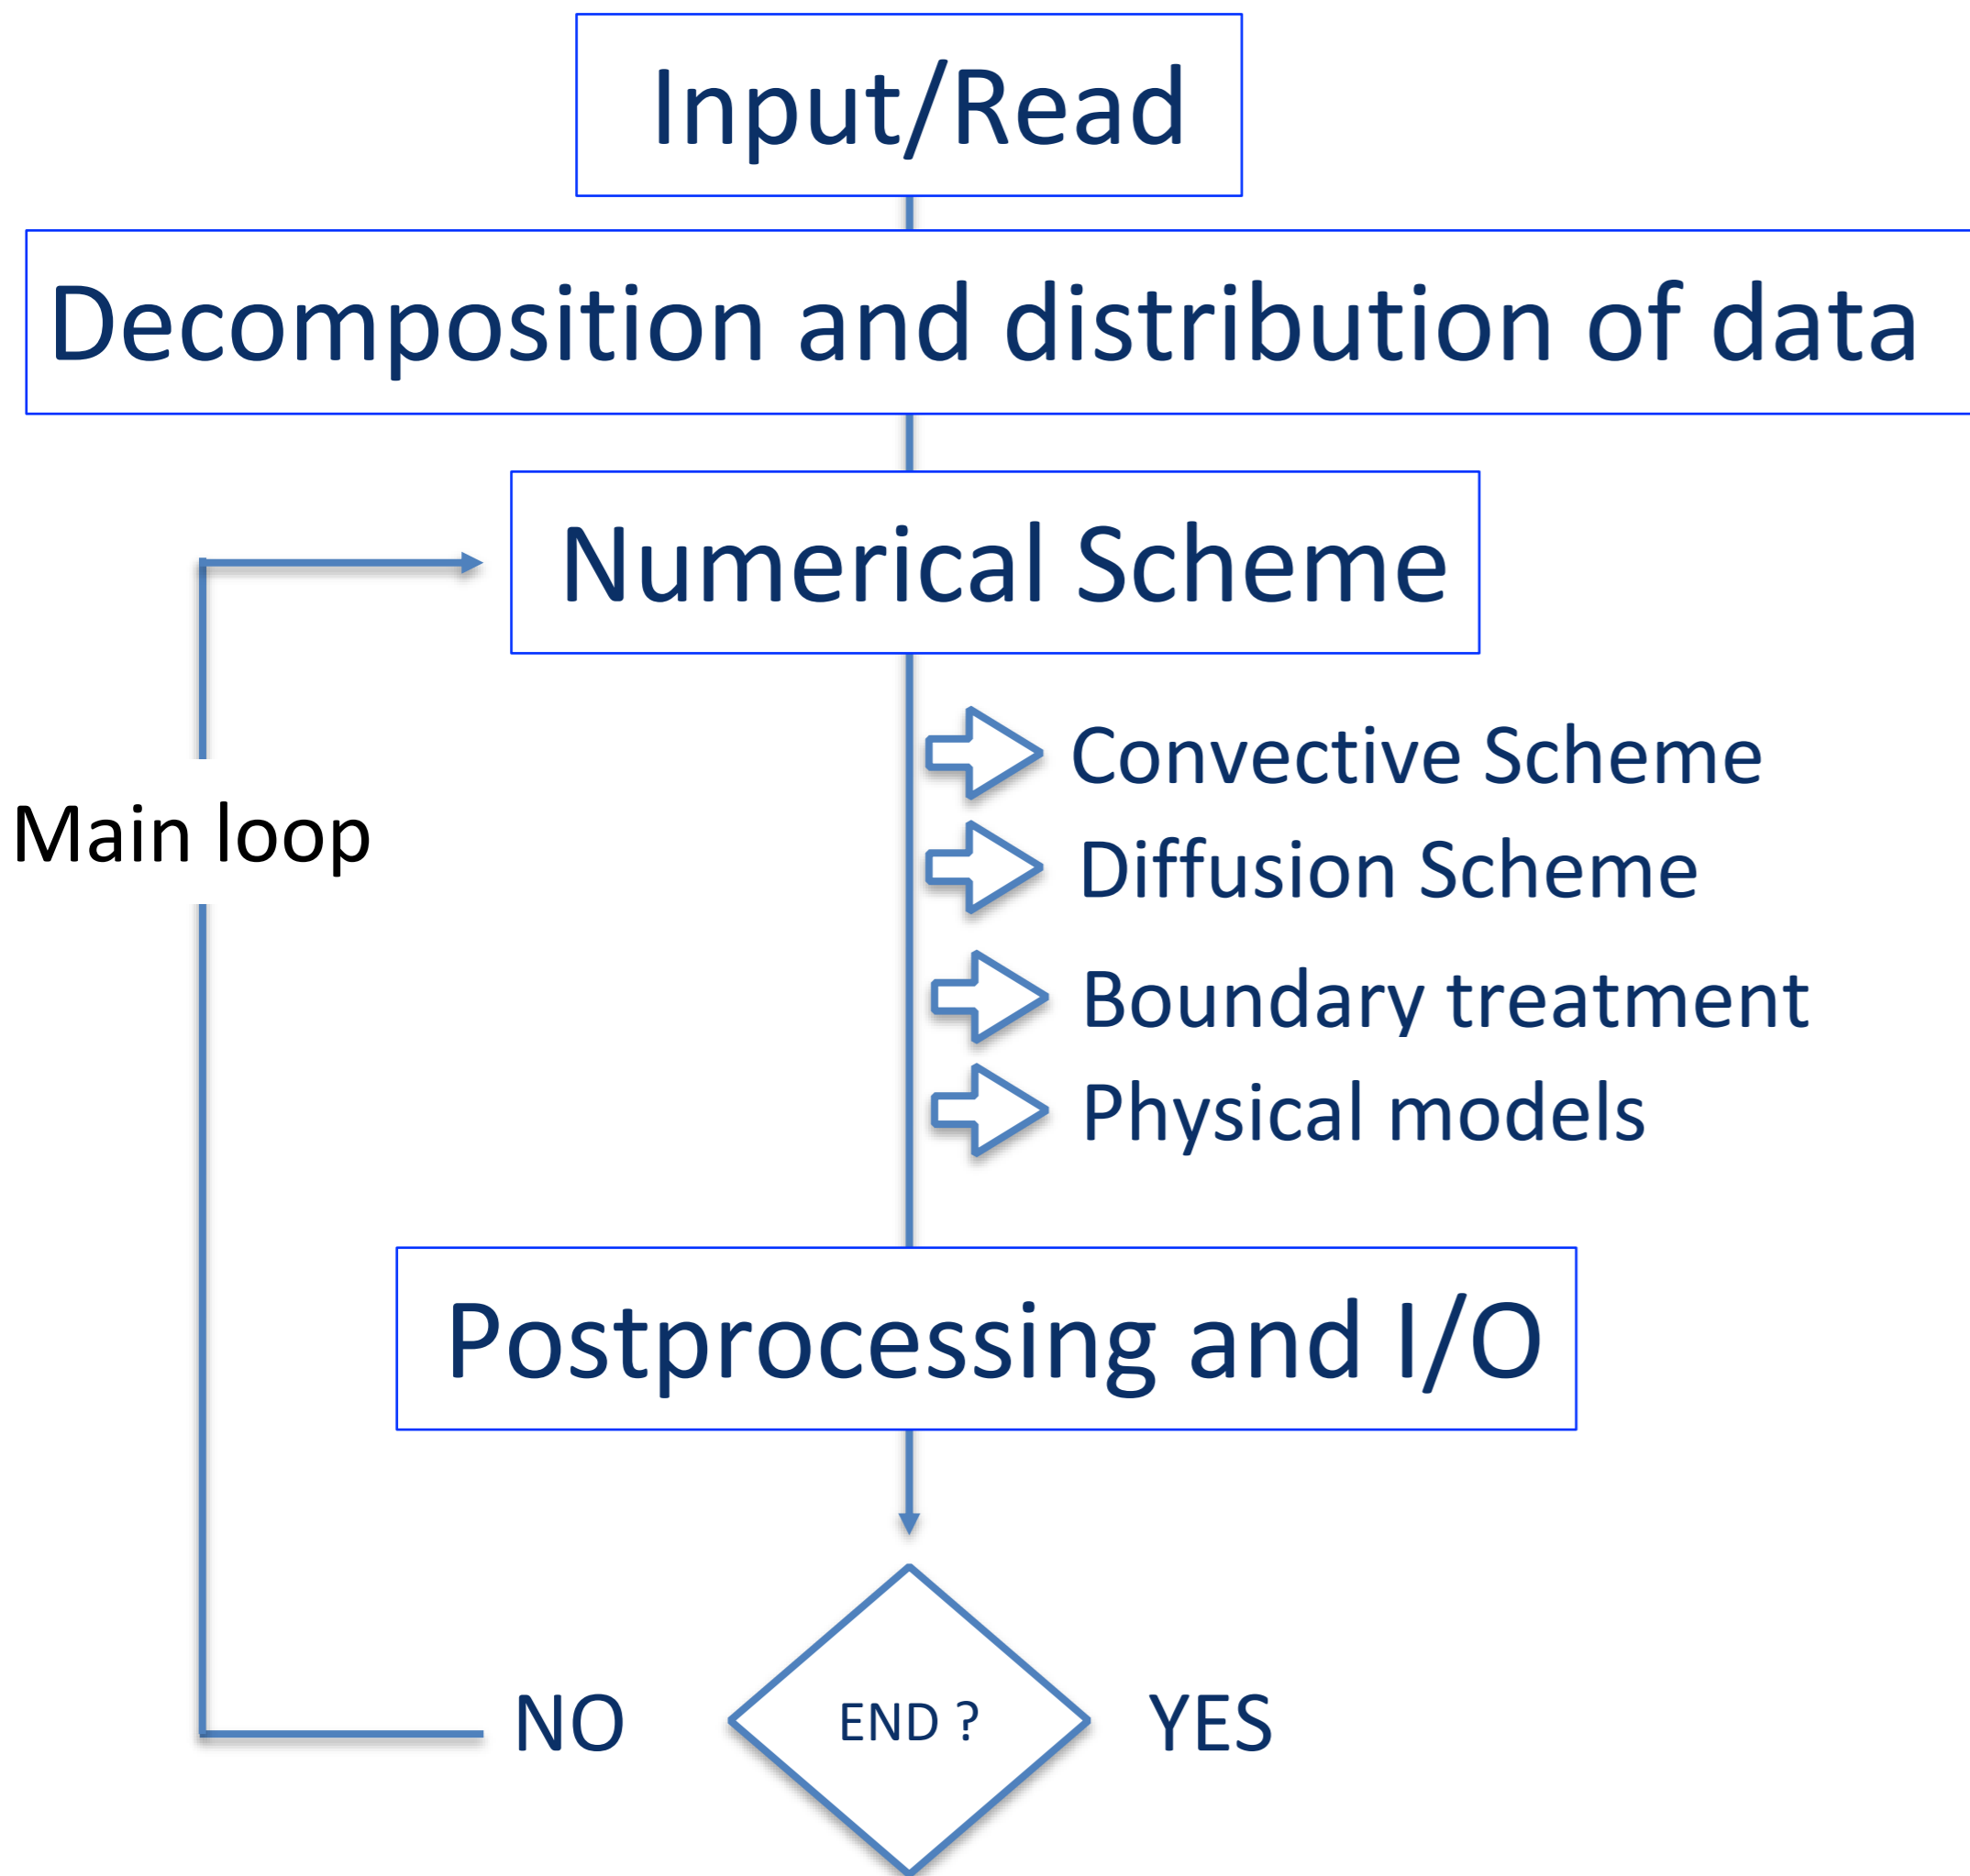 Input/Read
Decomposition and distribution of data
Numerical Scheme
Convective Scheme
Main loop
Diffusion Scheme
Boundary treatment
Physical models
Postprocessing and I/O
NO
END ?
YES